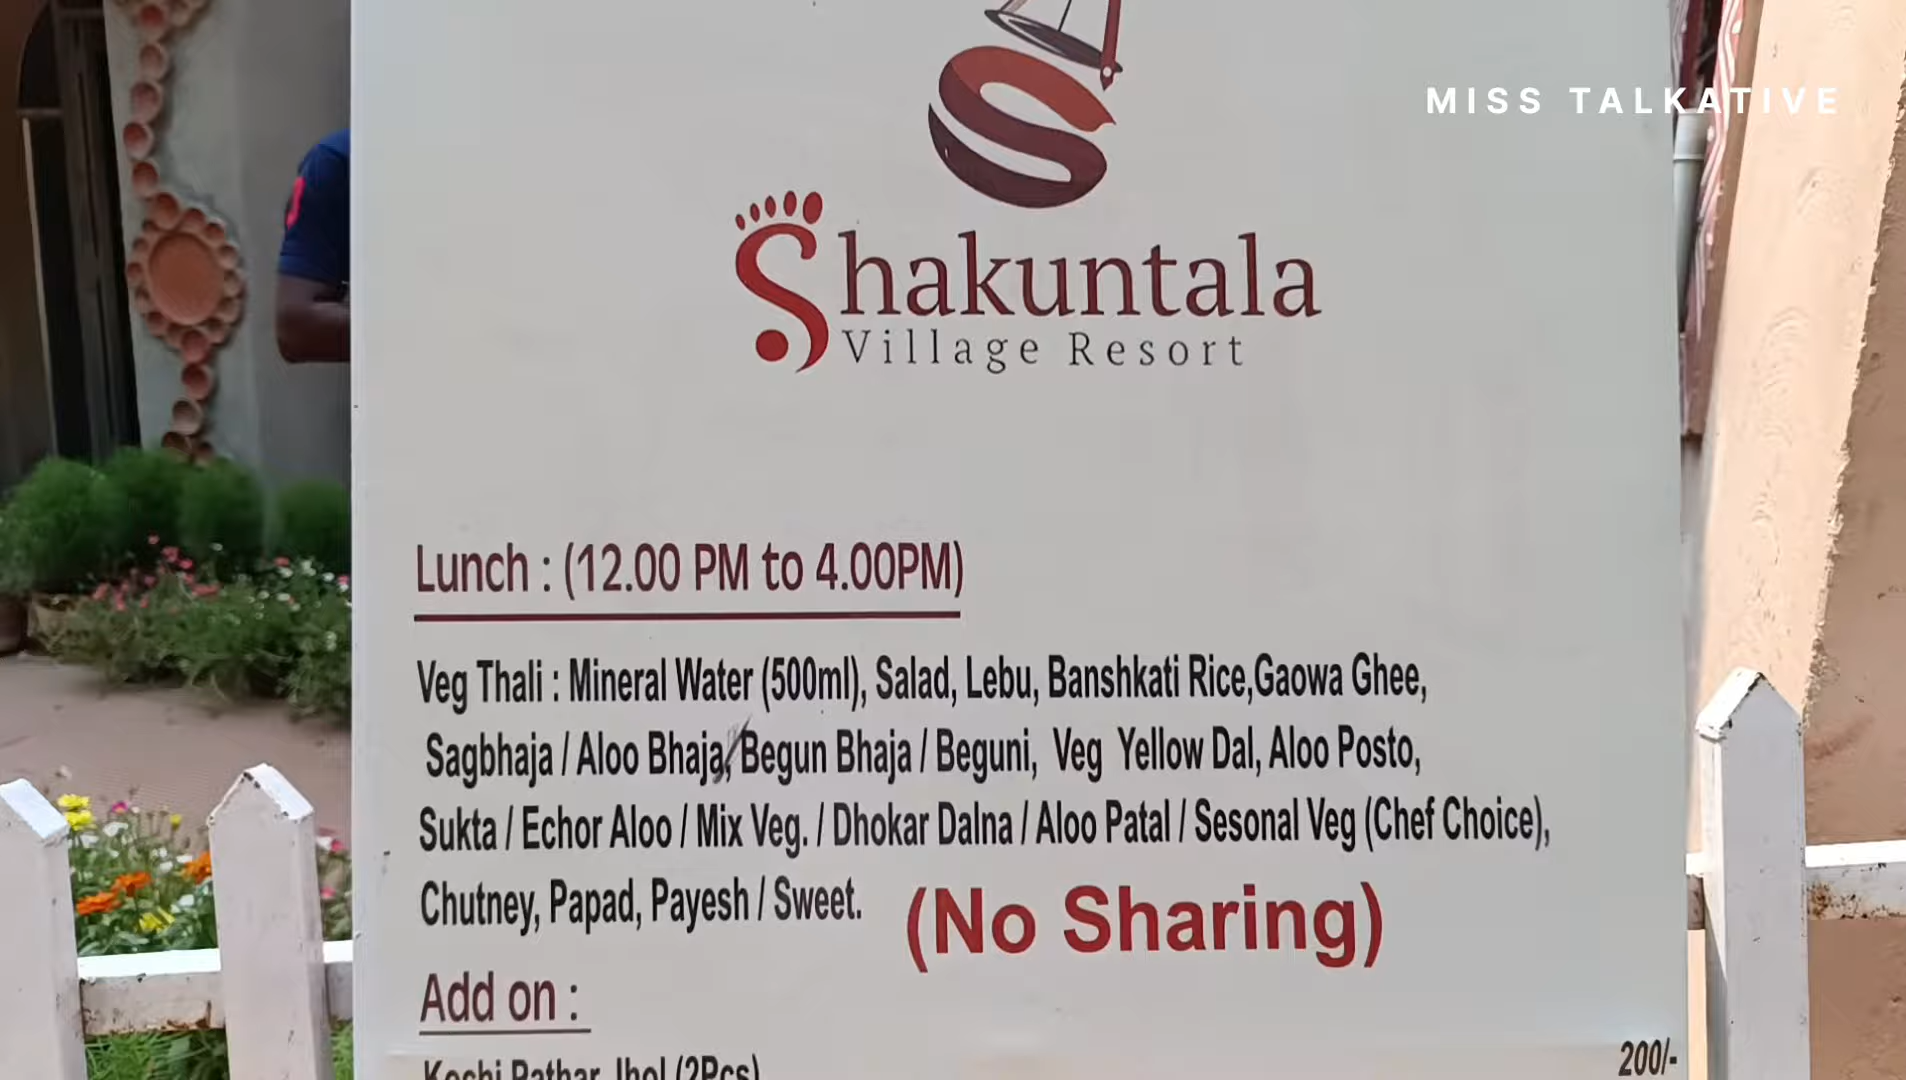 MISS TALKATIVE
Shakuntala
Village Resort
Lunch : (12.00 PM to 4.00PM)
Veg Thali : Mineral Water (500ml), Salad, Lebu, Banshkati Rice,Gaowa Ghee,
Sagbhaja / Aloo Bhaja, Begun Bhaja / Beguni, Veg Yellow Dal, Aloo Posto,
Sukta / Echor Aloo / Mix Veg. / Dhokar Dalna / Aloo Patal / Sesonal Veg (Chef Choice),
Chutney, Papad, Payesh / Sweet. (No Sharing)
Add on :
Kochi Pathar Jhol (2Pcs) 200/-